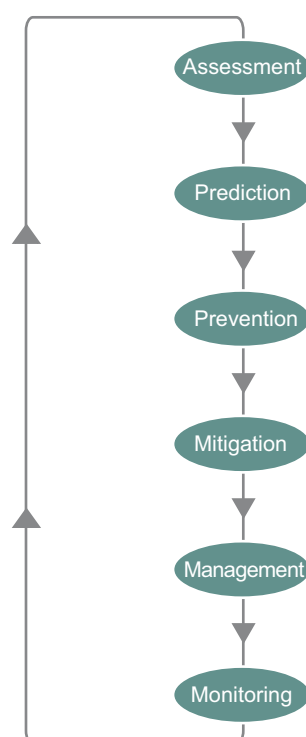 Assessment
Prediction
Prevention
Mitigation
Management
Monitoring